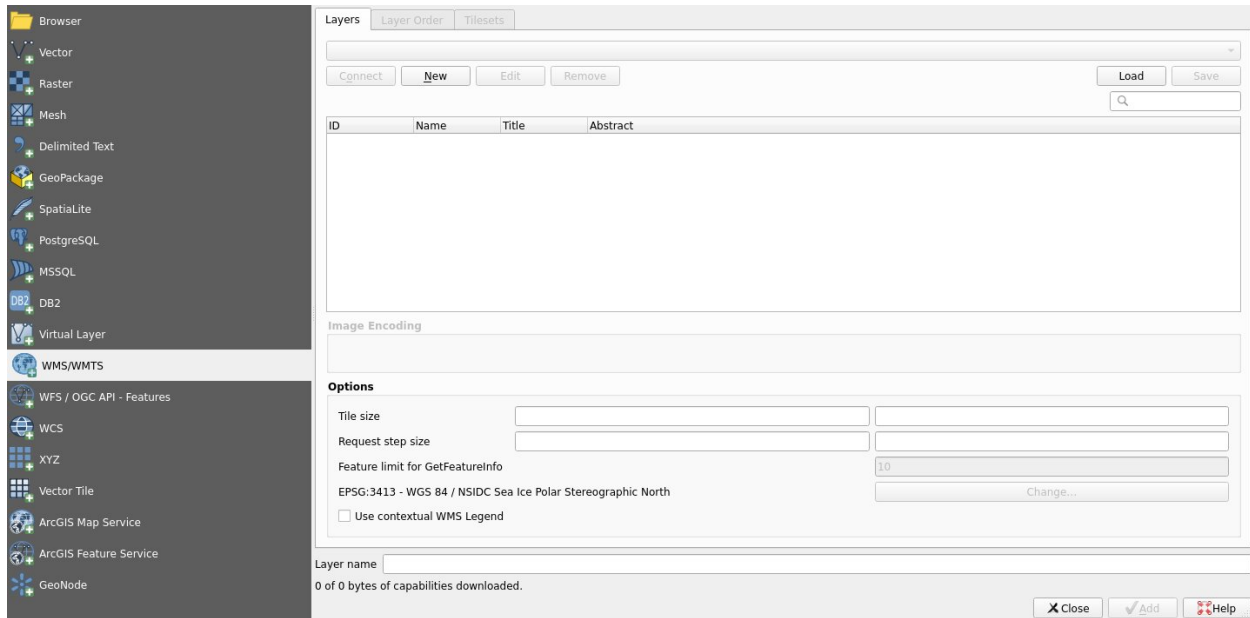 Browser
Vector
Raster
Mesh
Delimited Text
GeoPackage
SpatiaLite
PostgreSQL
MSSQL
DB2 DB2
Virtual Layer
WMS/WMTS
WFS / OGC API - Features
WCS
XYZ
Vector Tile
ArcGIS Map Service
ArcGIS Feature Service
GeoNode
Layers Layer Order Tilesets
Connect New Edit Remove Load Save
ID Name Title Abstract
Image Encoding
Options
Tile size
Request step size
Feature limit for GetFeatureInfo 10
EPSG:3413 - WGS 84 / NSIDC Sea Ice Polar Stereographic North Change...
Use contextual WMS Legend
Layer name
0 of 0 bytes of capabilities downloaded.
Close Add Help